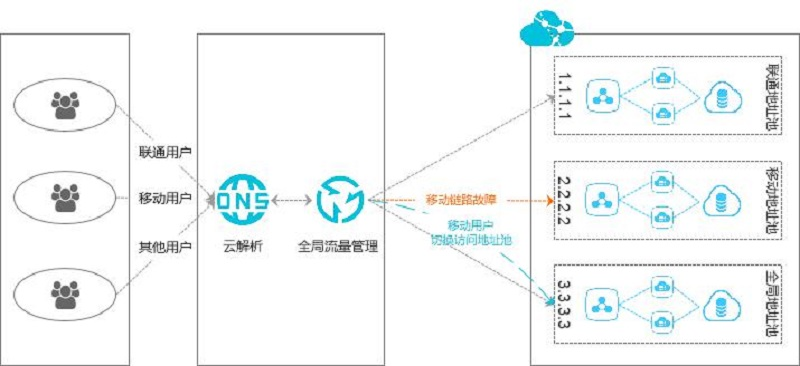 联通用户
移动用户
其他用户
DNS
云解析
全局流量管理
移动链路故障
移动用户
切换访问地址池
1.1.1.1
联通地址池
2.2.2.2
移动地址池
3.3.3.3
全局地址池